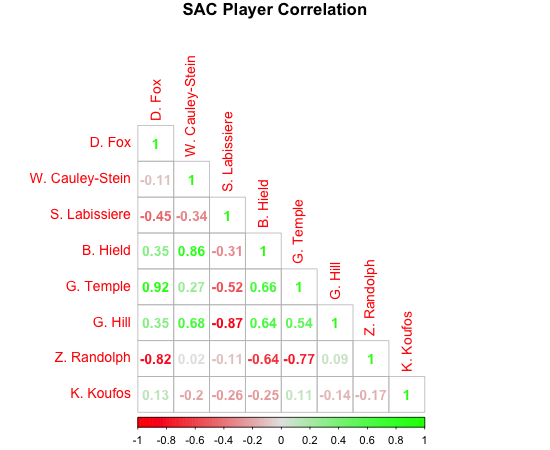 SAC Player Correlation
D. Fox
W. Cauley-Stein
S. Labissiere
B. Hield
G. Temple
G. Hill
Z. Randolph
K. Koufos
D. Fox 1
W. Cauley-Stein -0.11 1
S. Labissiere -0.45 -0.34 1
B. Hield 0.35 0.86 -0.31 1
G. Temple 0.92 0.27 -0.52 0.66 1
G. Hill 0.35 0.68 -0.87 0.64 0.54 1
Z. Randolph -0.82 0.02 -0.11 -0.64 -0.77 0.09 1
K. Koufos 0.13 -0.2 -0.26 -0.25 0.11 -0.14 -0.17 1
-1 -0.8 -0.6 -0.4 -0.2 0 0.2 0.4 0.6 0.8 1